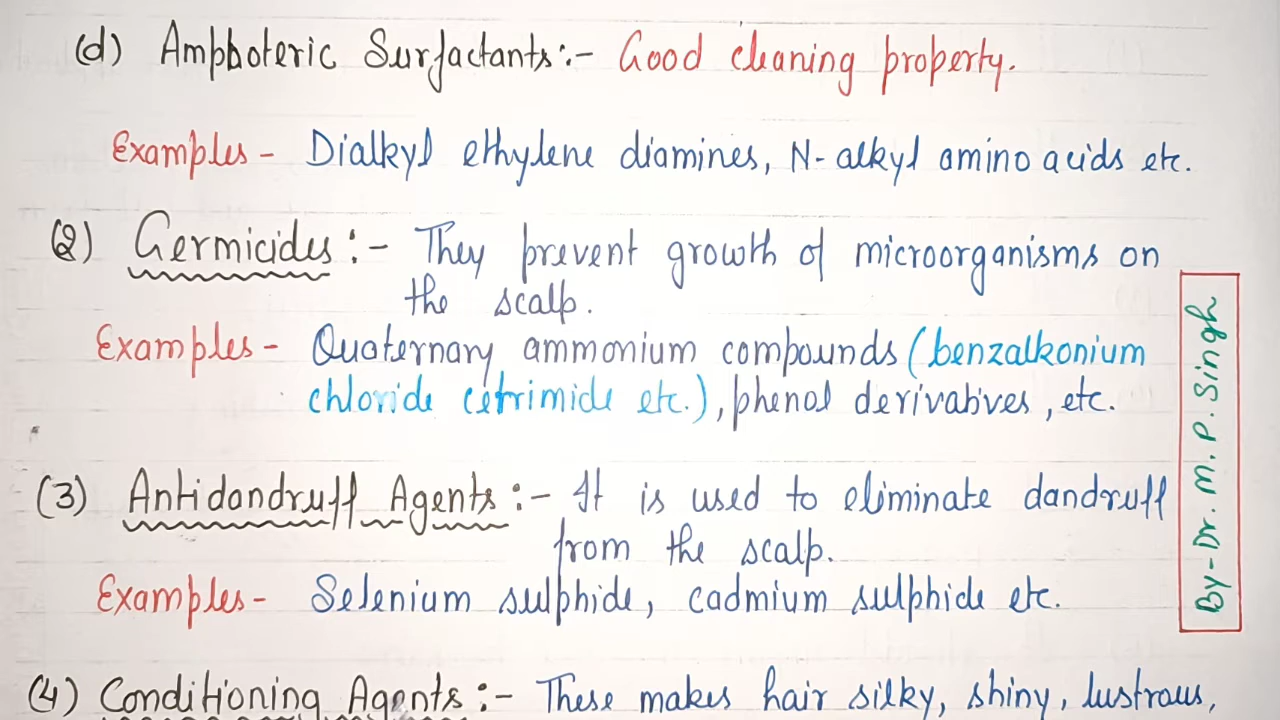 (d) Amphoteric Surfactants:- Good cleaning property.
Examples - Dialkyl ethylene diamines, N-alkyl amino acids etc.
(2) Germicides :- They prevent growth of microorganisms on
the scalp.
Examples - Quaternary ammonium compounds (benzalkonium
chloride cetrimide etc.), phenol derivatives, etc.
(3) Antidandruff Agents :- It is used to eliminate dandruff
from the scalp.
Examples - Selenium sulphide, cadmium sulphide etc.
(4) Conditioning Agents :- These makes hair silky, shiny, lustrous,
By-Dr. M. P. Singh